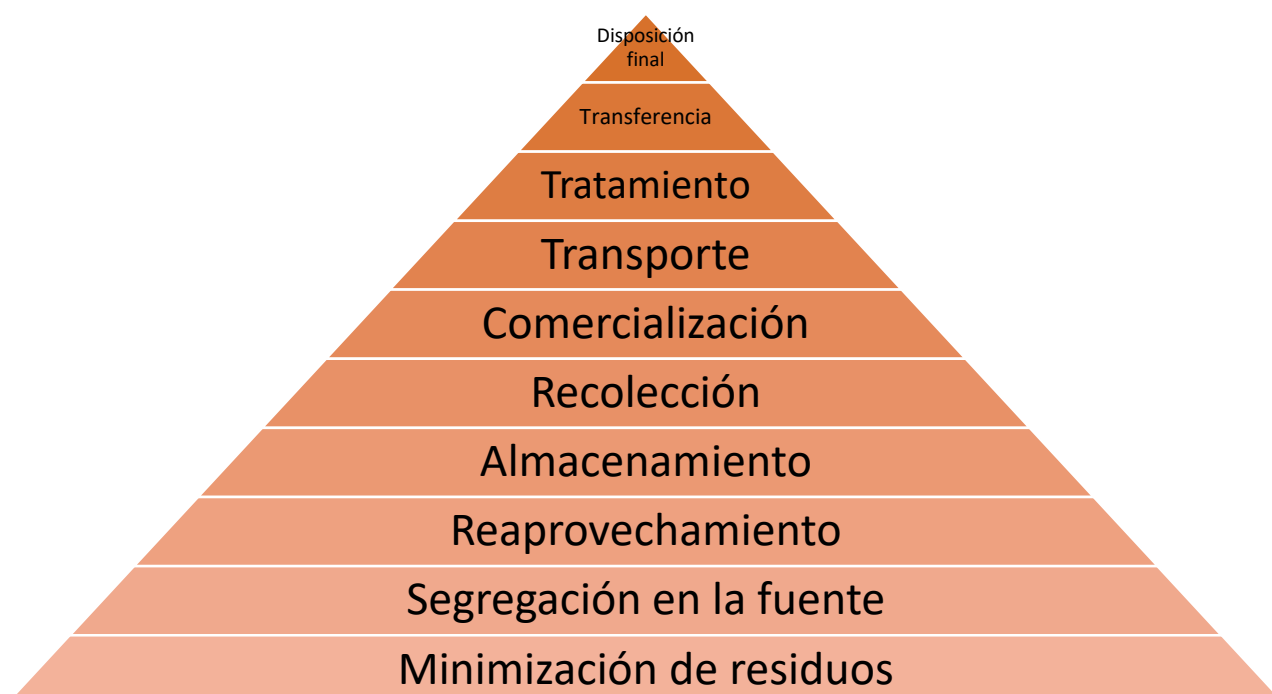 Disposición
final
Transferencia
Tratamiento
Transporte
Comercialización
Recolección
Almacenamiento
Reaprovechamiento
Segregación en la fuente
Minimización de residuos